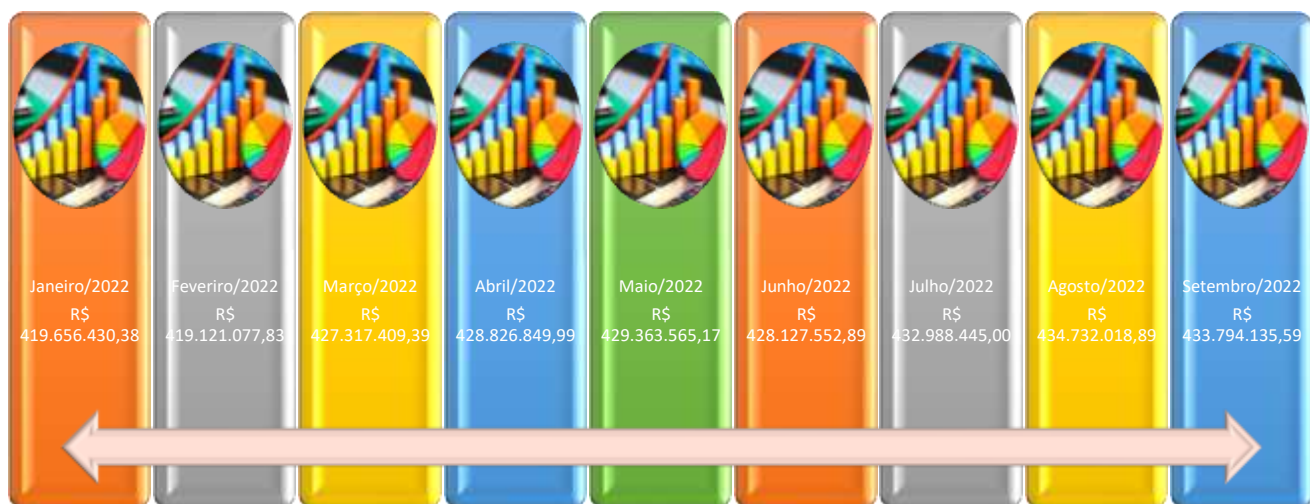 Janeiro/2022
R$
419.656.430,38
Feveriro/2022
R$
419.121.077,83
Março/2022
R$
427.317.409,39
Abril/2022
R$
428.826.849,99
Maio/2022
R$
429.363.565,17
Junho/2022
R$
428.127.552,89
Julho/2022
R$
432.988.445,00
Agosto/2022
R$
434.732.018,89
Setembro/2022
R$
433.794.135,59